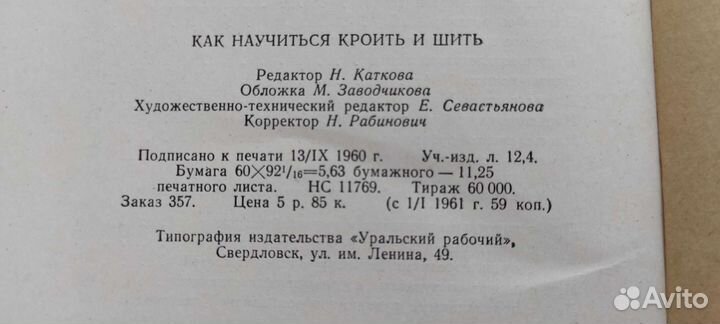 КАК НАУЧИТЬСЯ КРОИТЬ И ШИТЬ
Редактор Н. Каткова
Обложка М. Заводчикова
Художественно-технический редактор Е. Севастьянова
Корректор Н. Рабинович
Подписано к печати 13/IX 1960 г. Уч.-изд. л. 12,4.
Бумага 60×92¹/₁₆=5,63 бумажного — 11,25
печатного листа. НС 11769. Тираж 60 000.
Заказ 357. Цена 5 р. 85 к. (с 1/I 1961 г. 59 коп.)
Типография издательства «Уральский рабочий»,
Свердловск, ул. им. Ленина, 49.
Avito